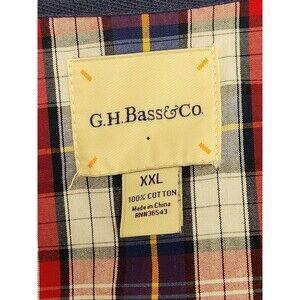 G.H.Bass&Co.
XXL
100% COTTON
Made in China
RN#36543